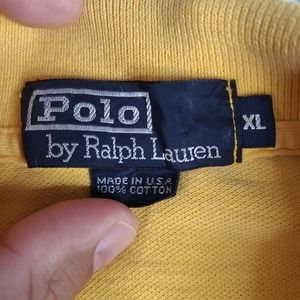 Polo
by Ralph Lauren
XL
MADE IN U.S.A.
100% COTTON